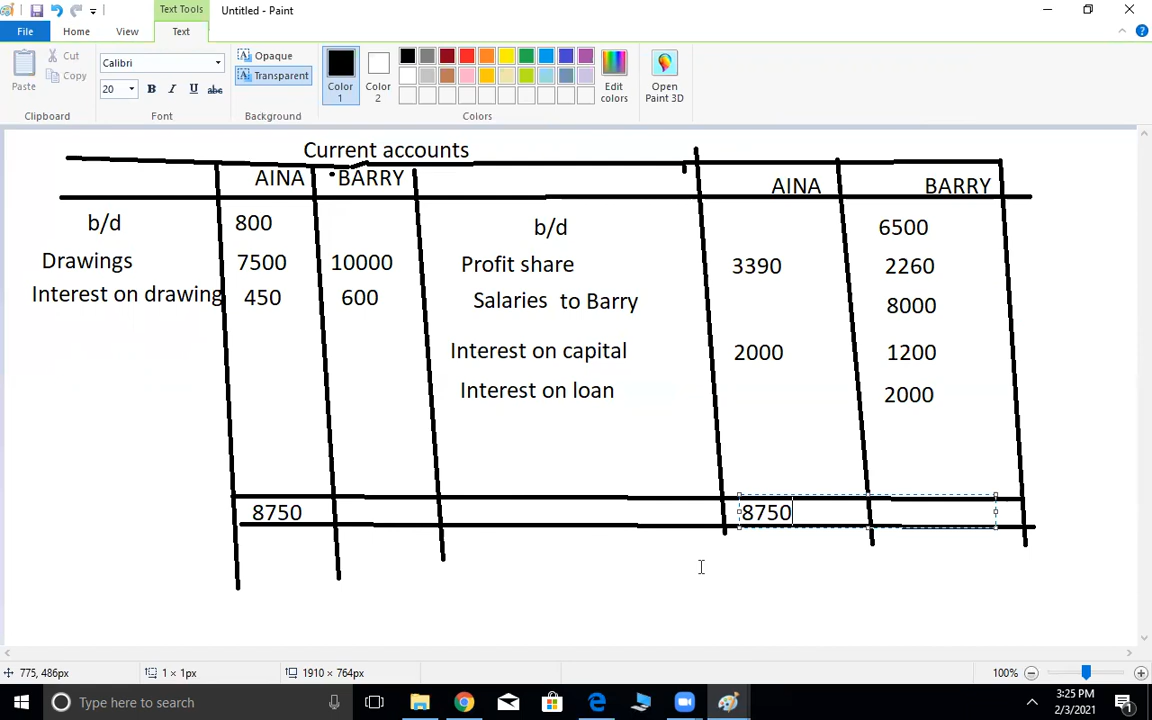 Text Tools
Untitled - Paint
File
Home
View
Text
Paste
Cut
Copy
Clipboard
Calibri
20
B I U abc
Font
Opaque
Transparent
Background
Color 1
Color 2
Edit colors
Open Paint 3D
Colors
Current accounts
AINA BARRY AINA BARRY
b/d 800 b/d 6500
Drawings 7500 10000 Profit share 3390 2260
Interest on drawing 450 600 Salaries to Barry 8000
Interest on capital 2000 1200
Interest on loan 2000
8750 8750
775, 486px
1 × 1px
1910 × 764px
100%
Type here to search
3:25 PM
2/3/2021
1